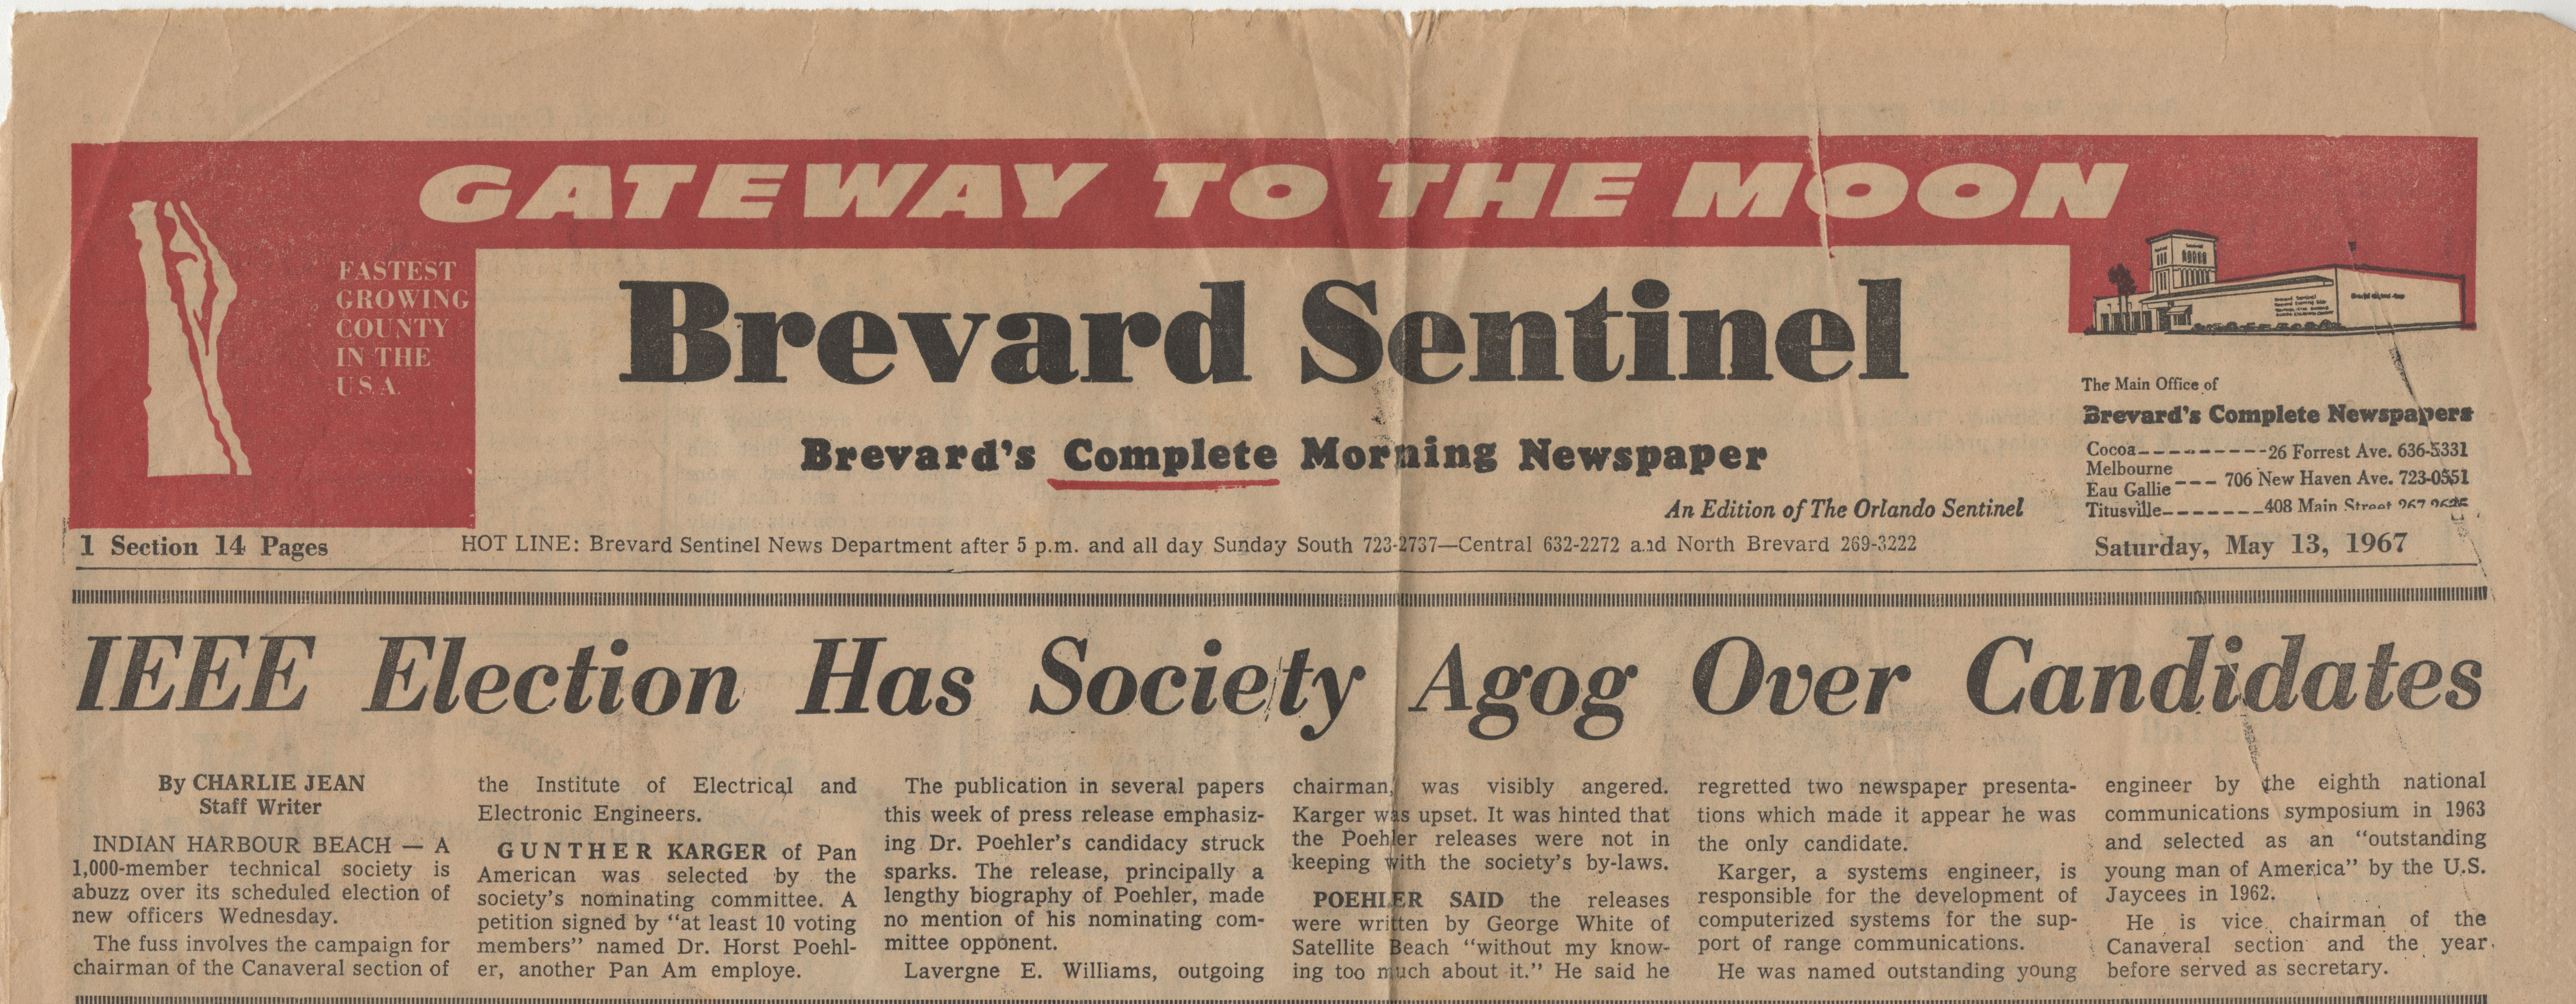 GATEWAY TO THE MOON
FASTEST
GROWING
COUNTY
IN THE
U.S.A.
Brevard Sentinel
Brevard's Complete Morning Newspaper
An Edition of The Orlando Sentinel
The Main Office of
Brevard's Complete Newspapers
Cocoa----------26 Forrest Ave. 636-5331
Melbourne
Eau Gallie --- 706 New Haven Ave. 723-0551
Titusville-------408 Main Street 267
1 Section 14 Pages
HOT LINE: Brevard Sentinel News Department after 5 p.m. and all day Sunday South 723-2737—Central 632-2272 and North Brevard 269-3222
Saturday, May 13, 1967
IEEE Election Has Society Agog Over Candidates
By CHARLIE JEAN
Staff Writer
INDIAN HARBOUR BEACH — A
1,000-member technical society is
abuzz over its scheduled election of
new officers Wednesday.
The fuss involves the campaign for
chairman of the Canaveral section of
the Institute of Electrical and
Electronic Engineers.
GUNTHER KARGER of Pan
American was selected by the
society's nominating committee. A
petition signed by "at least 10 voting
members" named Dr. Horst Poehl-
er, another Pan Am employe.
The publication in several papers
this week of press release emphasiz-
ing Dr. Poehler's candidacy struck
sparks. The release, principally a
lengthy biography of Poehler, made
no mention of his nominating com-
mittee opponent.
Lavergne E. Williams, outgoing
chairman, was visibly angered.
Karger was upset. It was hinted that
the Poehler releases were not in
keeping with the society's by-laws.
POEHLER SAID the releases
were written by George White of
Satellite Beach "without my know-
ing too much about it." He said he
regretted two newspaper presenta-
tions which made it appear he was
the only candidate.
Karger, a systems engineer, is
responsible for the development of
computerized systems for the sup-
port of range communications.
He was named outstanding young
engineer by the eighth national
communications symposium in 1963
and selected as an "outstanding
young man of America" by the U.S.
Jaycees in 1962.
He is vice chairman of the
Canaveral section and the year
before served as secretary.